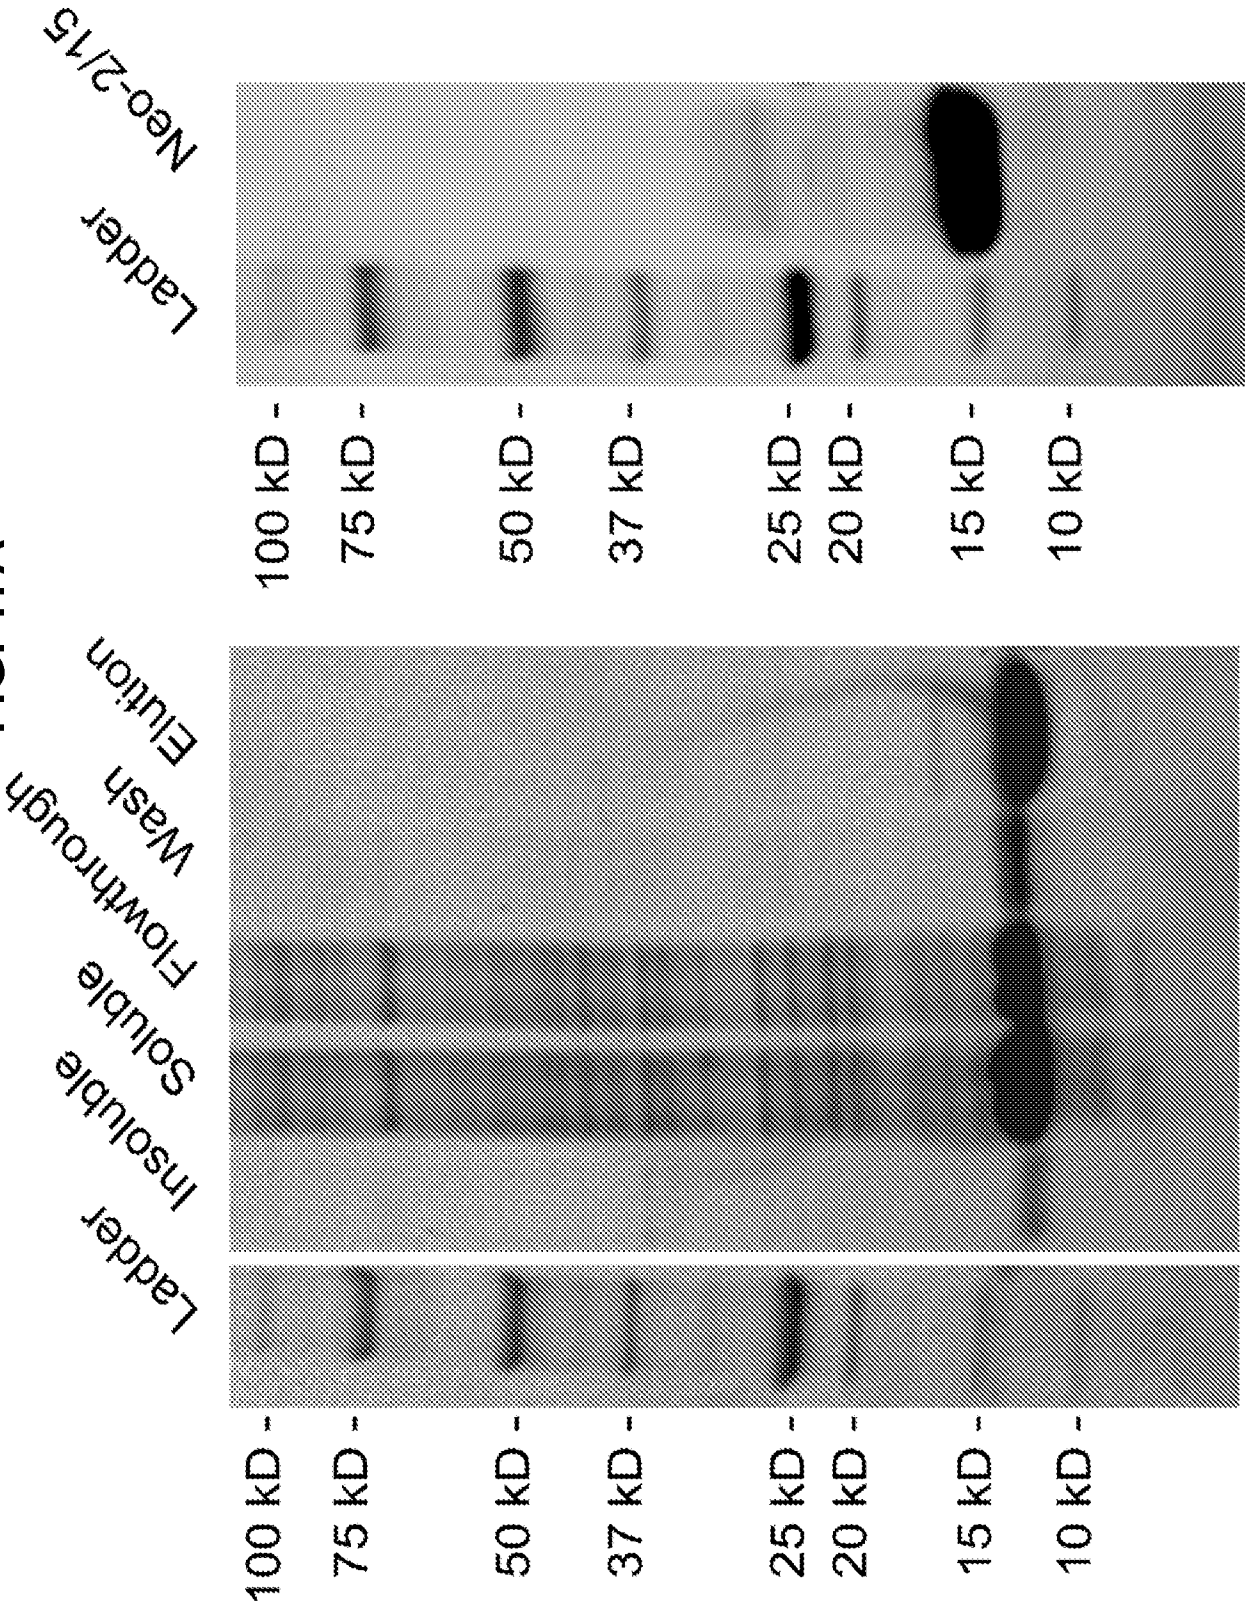 Ladder
Insoluble
Soluble
Flowthrough
Wash
Elution
100 kD -
75 kD -
50 kD -
37 kD -
25 kD -
20 kD -
15 kD -
10 kD -
Ladder
Neo-2/15
100 kD -
75 kD -
50 kD -
37 kD -
25 kD -
20 kD -
15 kD -
10 kD -